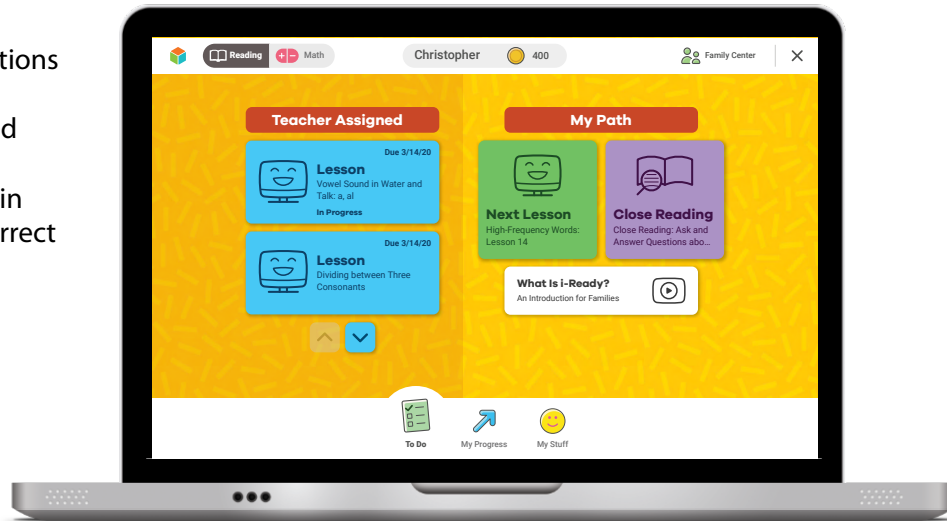 tions
d
in
rrect
Reading
Math
Christopher
400
Family Center
Teacher Assigned
Due 3/14/20
Lesson
Vowel Sound in Water and
Talk: a, al
In Progress
Due 3/14/20
Lesson
Dividing between Three
Consonants
My Path
Next Lesson
High-Frequency Words:
Lesson 14
Close Reading
Close Reading: Ask and
Answer Questions abo...
What Is i-Ready?
An Introduction for Families
To Do
My Progress
My Stuff